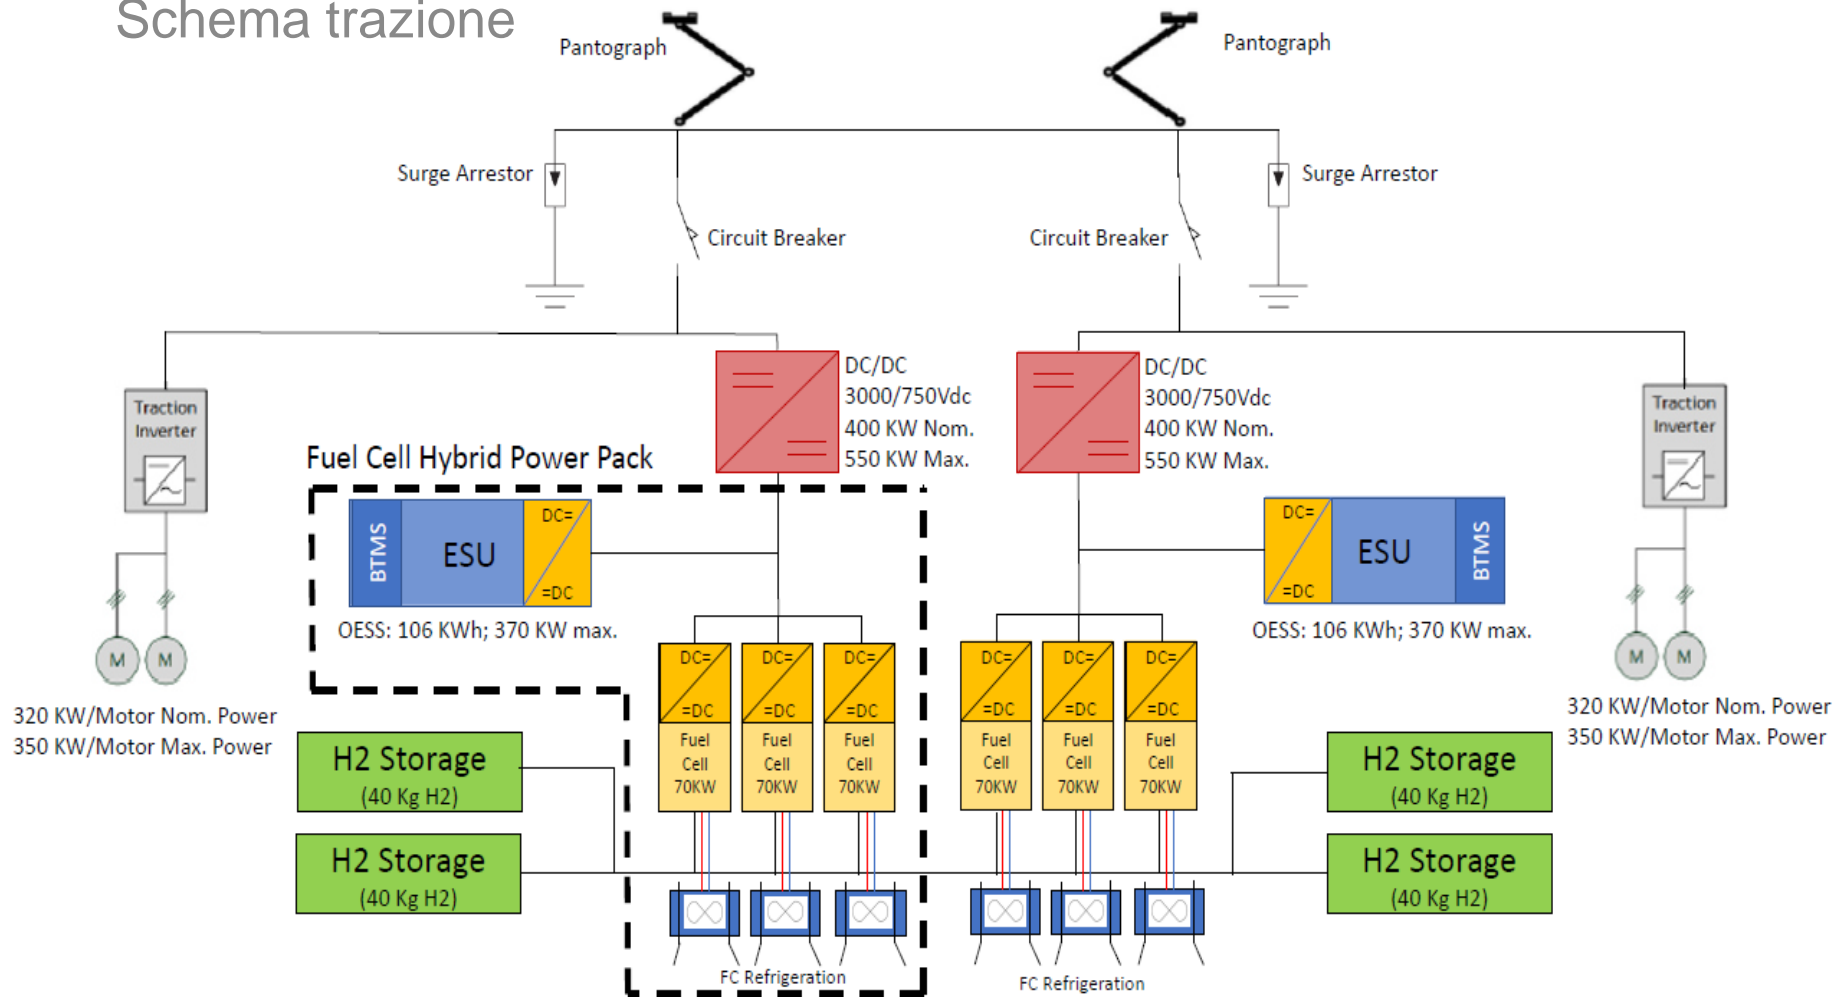 Schema trazione
Pantograph
Pantograph
Surge Arrestor
Surge Arrestor
Circuit Breaker
Circuit Breaker
DC/DC
3000/750Vdc
400 KW Nom.
550 KW Max.
DC/DC
3000/750Vdc
400 KW Nom.
550 KW Max.
Traction
Inverter
Traction
Inverter
Fuel Cell Hybrid Power Pack
BTMS
ESU
DC=
=DC
DC=
=DC
ESU
BTMS
OESS: 106 KWh; 370 KW max.
OESS: 106 KWh; 370 KW max.
M
M
M
M
320 KW/Motor Nom. Power
350 KW/Motor Max. Power
320 KW/Motor Nom. Power
350 KW/Motor Max. Power
DC=
=DC
Fuel
Cell
70KW
DC=
=DC
Fuel
Cell
70KW
DC=
=DC
Fuel
Cell
70KW
DC=
=DC
Fuel
Cell
70KW
DC=
=DC
Fuel
Cell
70KW
DC=
=DC
Fuel
Cell
70KW
H2 Storage
(40 Kg H2)
H2 Storage
(40 Kg H2)
H2 Storage
(40 Kg H2)
H2 Storage
(40 Kg H2)
FC Refrigeration
FC Refrigeration